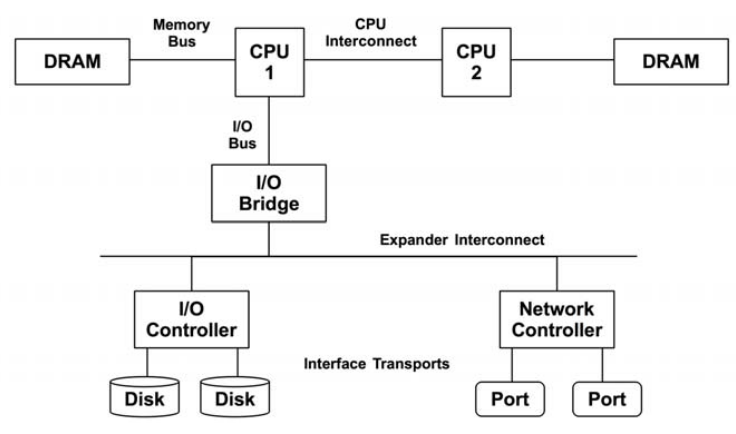 Memory
Bus
CPU
Interconnect
DRAM
CPU
1
CPU
2
DRAM
I/O
Bus
I/O
Bridge
Expander Interconnect
I/O
Controller
Network
Controller
Interface Transports
Disk
Disk
Port
Port